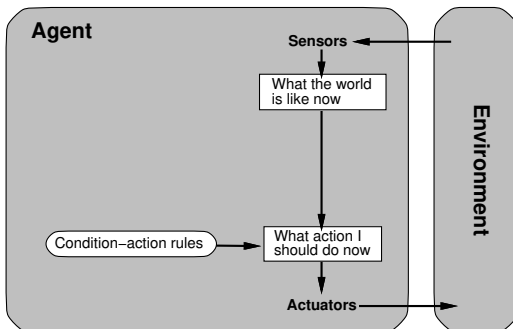 Agent
Sensors
What the world
is like now
Environment
Condition−action rules
What action I
should do now
Actuators